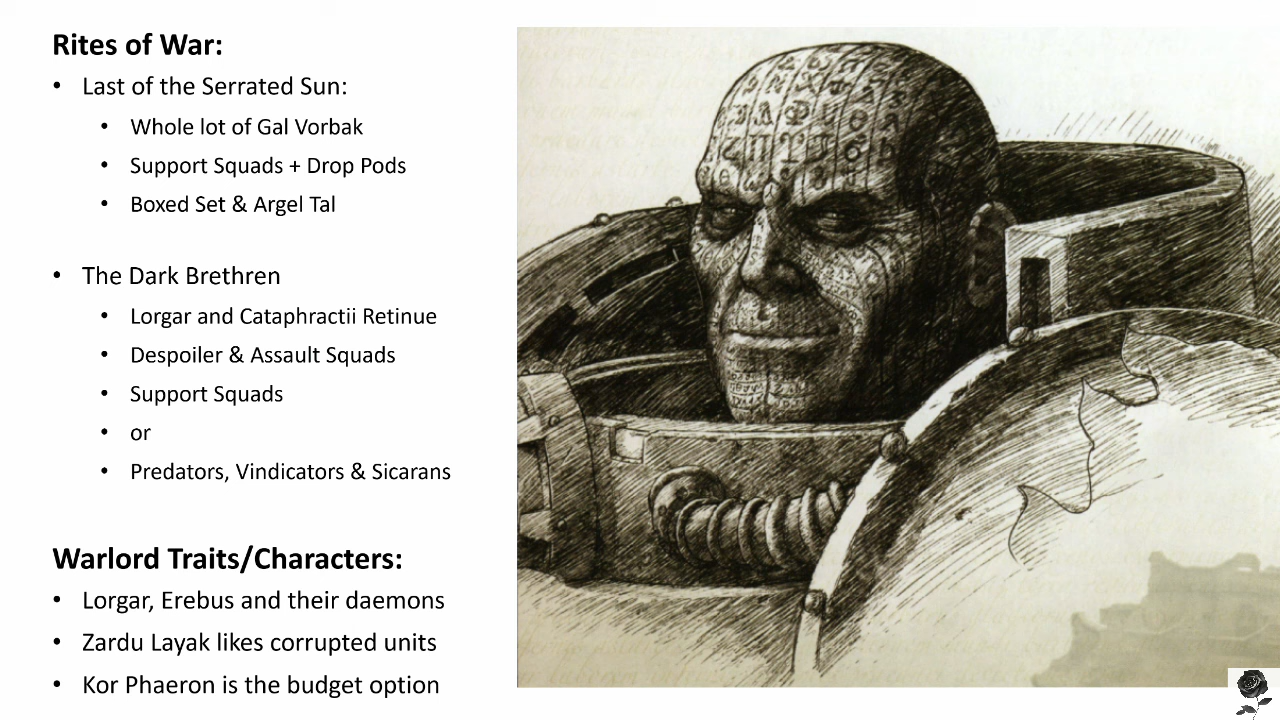 Rites of War:
• Last of the Serrated Sun:
• Whole lot of Gal Vorbak
• Support Squads + Drop Pods
• Boxed Set & Argel Tal
• The Dark Brethren
• Lorgar and Cataphractii Retinue
• Despoiler & Assault Squads
• Support Squads
• or
• Predators, Vindicators & Sicarans
Warlord Traits/Characters:
• Lorgar, Erebus and their daemons
• Zardu Layak likes corrupted units
• Kor Phaeron is the budget option